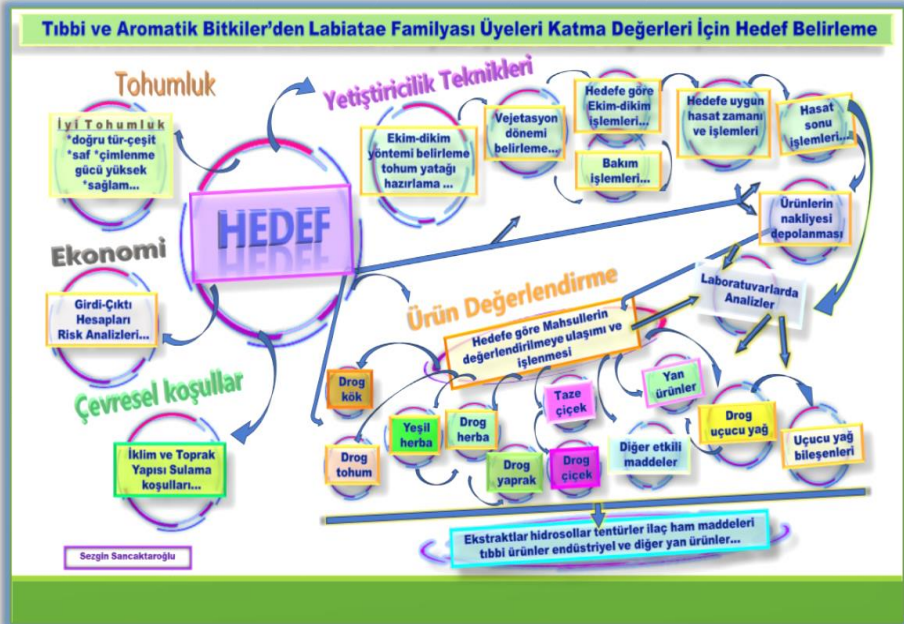 Tıbbi ve Aromatik Bitkiler'den Labiatae Familyası Üyeleri Katma Değerleri İçin Hedef Belirleme
Tohumluk
İyi Tohumluk
*doğru tür-çeşit
*saf *çimlenme
gücü yüksek
*sağlam...
HEDEF
Ekonomi
Girdi-Çıktı
Hesapları
Risk Analizleri...
Çevresel koşullar
İklim ve Toprak
Yapısı Sulama
koşulları...
Yetiştiricilik Teknikleri
Ekim-dikim
yöntemi belirleme
tohum yatağı
hazırlama ...
Vejetasyon
dönemi
belirleme...
Hedefe göre
Ekim-dikim
işlemleri...
Bakım
işlemleri...
Hedefe uygun
hasat zamanı
ve işlemleri
Hasat
sonu
işlemleri...
Ürünlerin
nakliyesi
depolanması
Laboratuvarlarda
Analizler
Ürün Değerlendirme
Hedefe göre Mahsullerin
değerlendirilmeye ulaşımı ve
işlenmesi
Drog
kök
Drog
tohum
Yeşil
herba
Drog
herba
Drog
yaprak
Taze
çiçek
Drog
çiçek
Diğer etkili
maddeler
Yan
ürünler
Drog
uçucu yağ
Uçucu yağ
bileşenleri
Ekstraktlar hidrosollar tentürler ilaç ham maddeleri
tıbbi ürünler endüstriyel ve diğer yan ürünler...
Sezgin Sancaktaroğlu